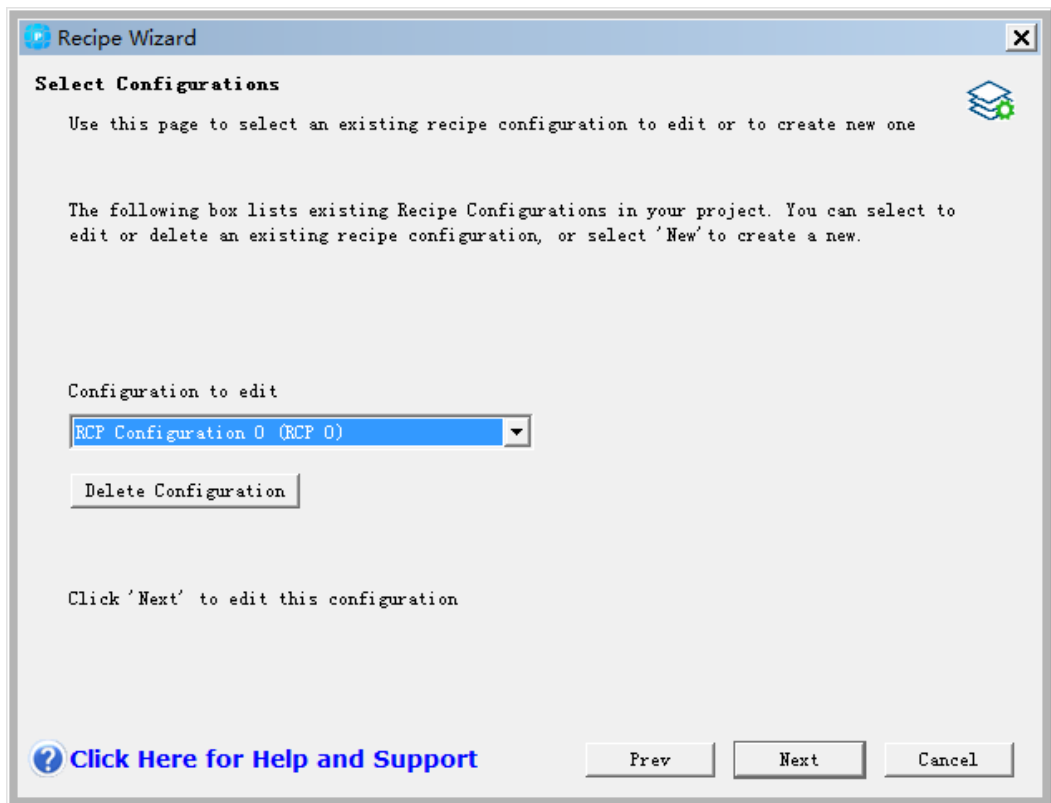 Recipe Wizard
Select Configurations
Use this page to select an existing recipe configuration to edit or to create new one
The following box lists existing Recipe Configurations in your project. You can select to
edit or delete an existing recipe configuration, or select 'New' to create a new.
Configuration to edit
RCP Configuration 0 (RCP 0)
Delete Configuration
Click 'Next' to edit this configuration
Click Here for Help and Support
Prev
Next
Cancel